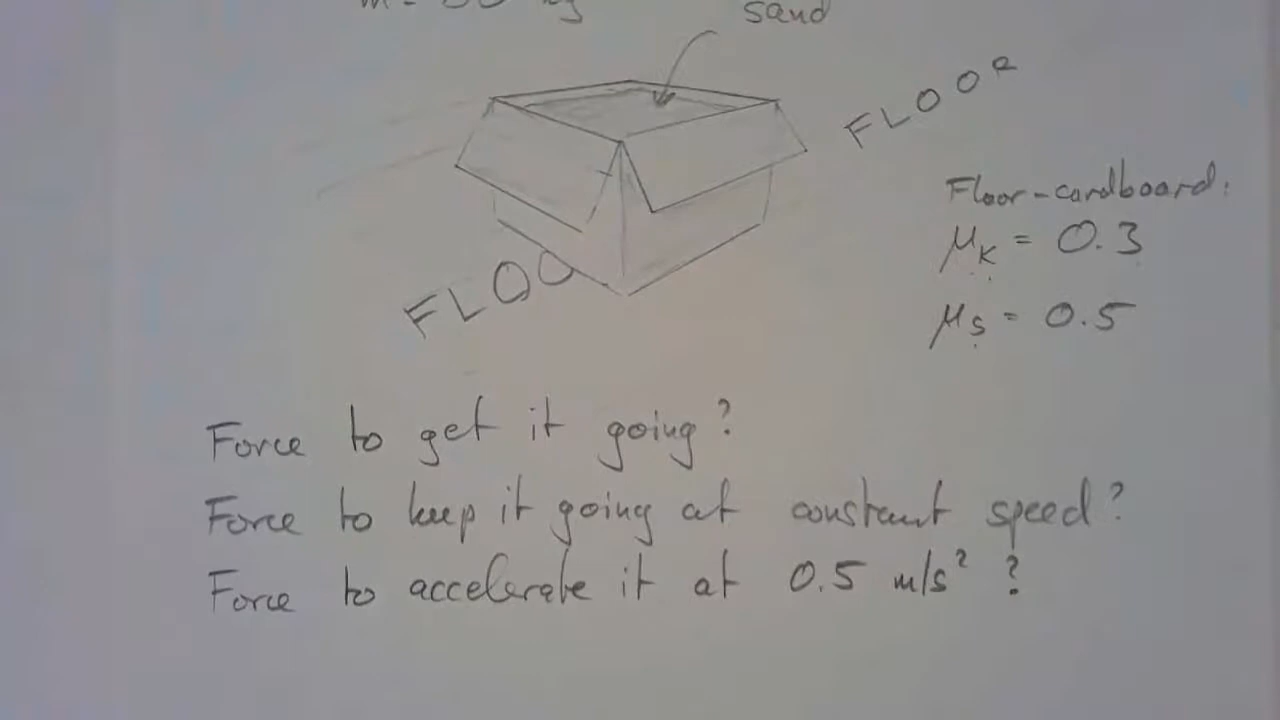 sand
FLOOR
Floor-cardboard:
μK = 0.3
μS = 0.5
FLOO
Force to get it going?
Force to keep it going at constant speed?
Force to accelerate it at 0.5 m/s² ?